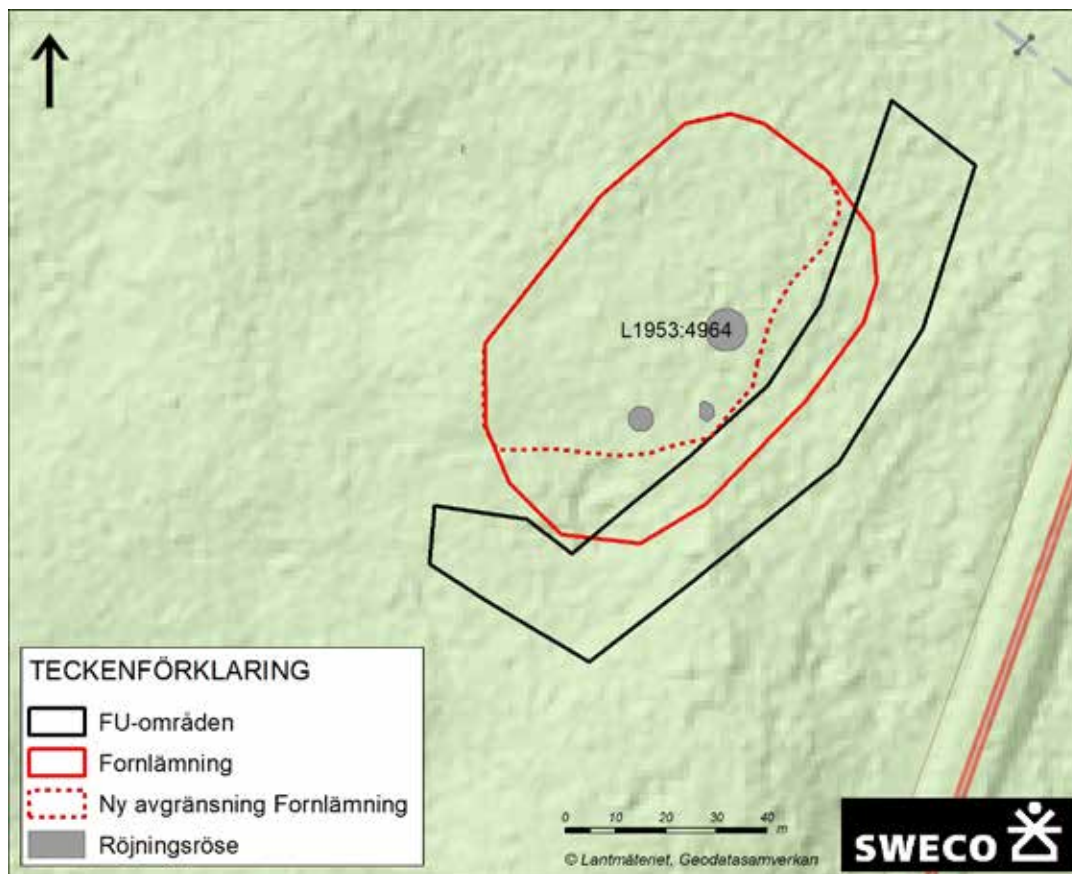 L1953:4964
TECKENFÖRKLARING
FU-områden
Fornlämning
Ny avgränsning Fornlämning
Röjningsröse
0 10 20 30 40
m
© Lantmäteriet, Geodatasamverkan
SWECO